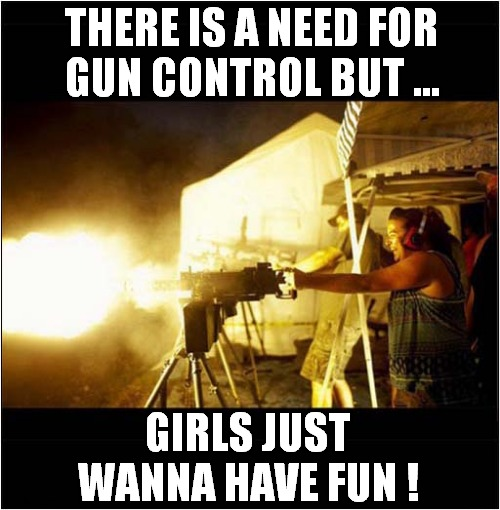 THERE IS A NEED FOR
GUN CONTROL BUT ...
GIRLS JUST
WANNA HAVE FUN !